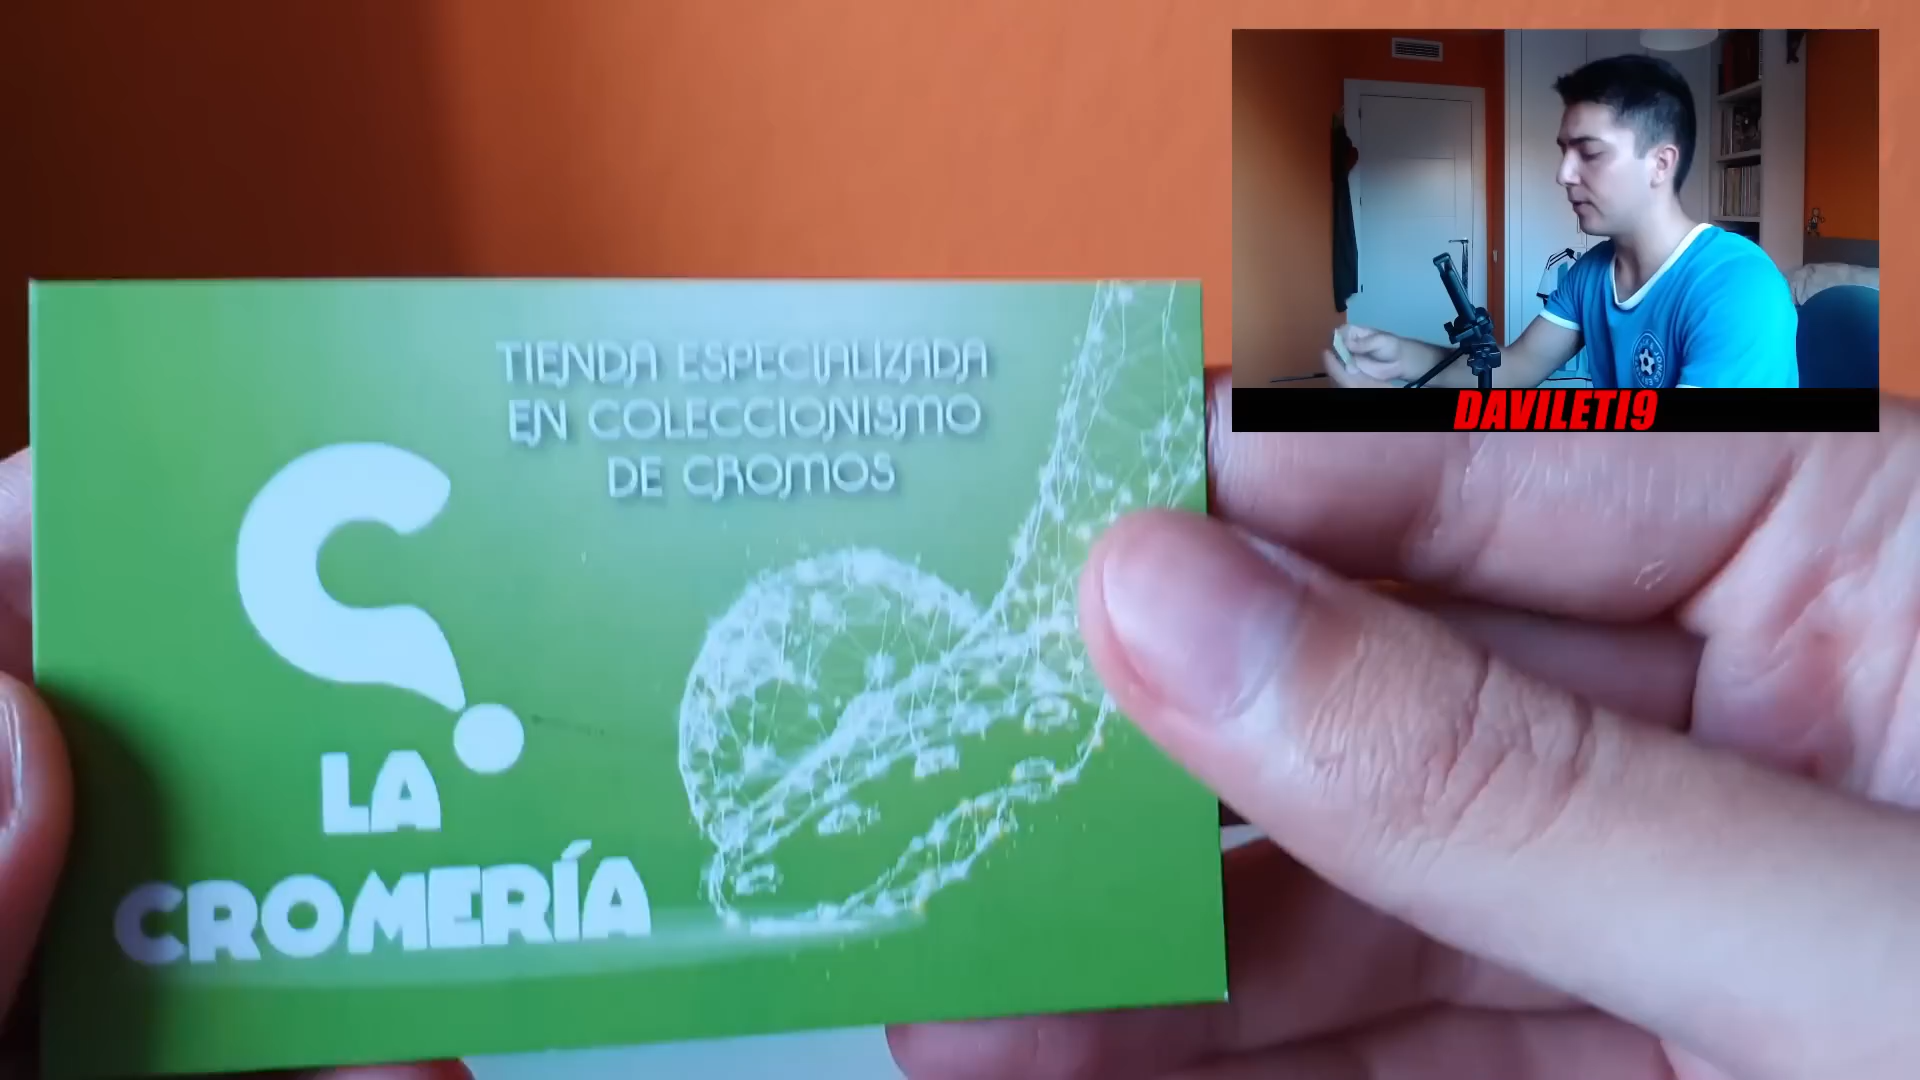 TIENDA ESPECIALIZADA
EN COLECCIONISMO
DE CROMOS
LA
CROMERÍA
DAVILETI9